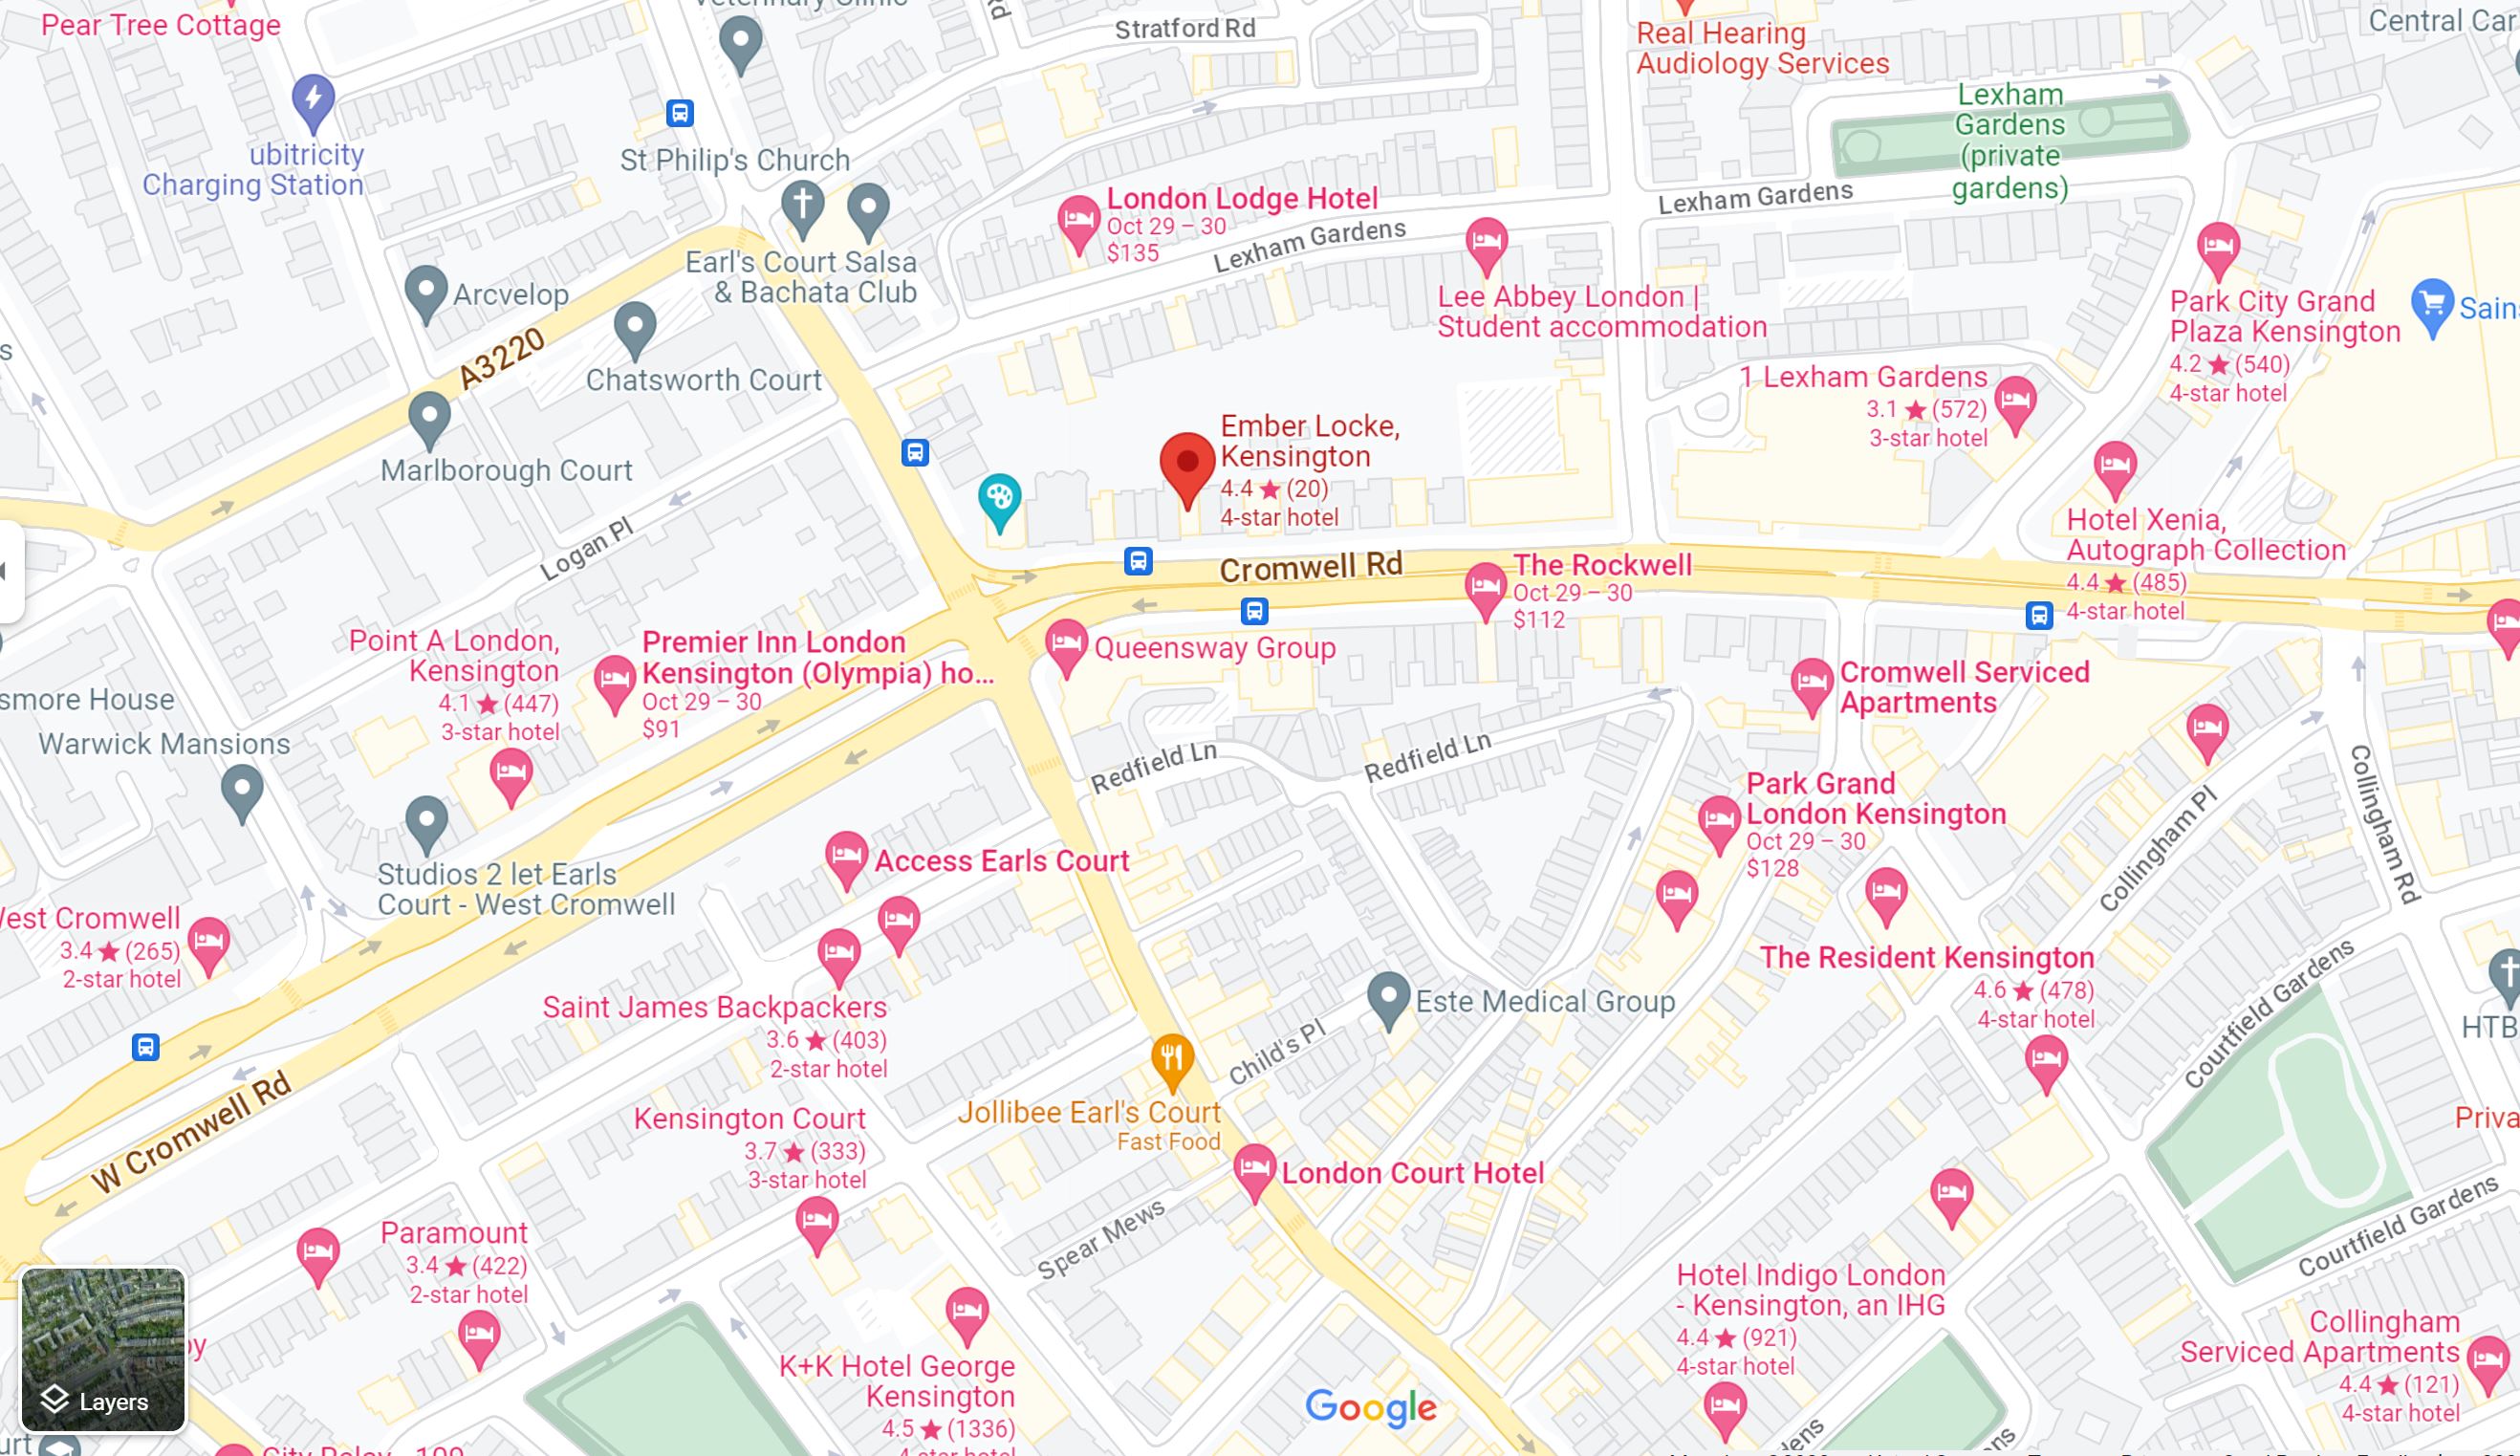 Pear Tree Cottage
Stratford Rd
Real Hearing
Audiology Services
Central Car
Lexham
Gardens
(private
gardens)
ubitricity
Charging Station
St Philip's Church
London Lodge Hotel
Oct 29 – 30
$135
Lexham Gardens
Lexham Gardens
Earl's Court Salsa
& Bachata Club
Arcvelop
A3220
Chatsworth Court
Lee Abbey London |
Student accommodation
Park City Grand
Plaza Kensington
4.2 ★ (540)
4-star hotel
1 Lexham Gardens
3.1 ★ (572)
3-star hotel
Marlborough Court
Ember Locke,
Kensington
4.4 ★ (20)
4-star hotel
Logan Pl
Hotel Xenia,
Autograph Collection
4.4 ★ (485)
4-star hotel
Cromwell Rd
The Rockwell
Oct 29 – 30
$112
Point A London,
Kensington
4.1 ★ (447)
3-star hotel
Premier Inn London
Kensington (Olympia) ho...
Oct 29 – 30
$91
Queensway Group
Cromwell Serviced
Apartments
smore House
Warwick Mansions
Redfield Ln
Redfield Ln
Collingham Pl
Collingham Rd
Park Grand
London Kensington
Oct 29 – 30
$128
Access Earls Court
Studios 2 let Earls
Court - West Cromwell
West Cromwell
3.4 ★ (265)
2-star hotel
The Resident Kensington
4.6 ★ (478)
4-star hotel
Saint James Backpackers
3.6 ★ (403)
2-star hotel
Este Medical Group
Child's Pl
Courtfield Gardens
HTB
W Cromwell Rd
Jollibee Earl's Court
Fast Food
Kensington Court
3.7 ★ (333)
3-star hotel
London Court Hotel
Spear Mews
Courtfield Gardens
Paramount
3.4 ★ (422)
2-star hotel
Hotel Indigo London
- Kensington, an IHG
4.4 ★ (921)
4-star hotel
Collingham
Serviced Apartments
4.4 ★ (121)
4-star hotel
K+K Hotel George
Kensington
4.5 ★ (1336)
Layers
Google